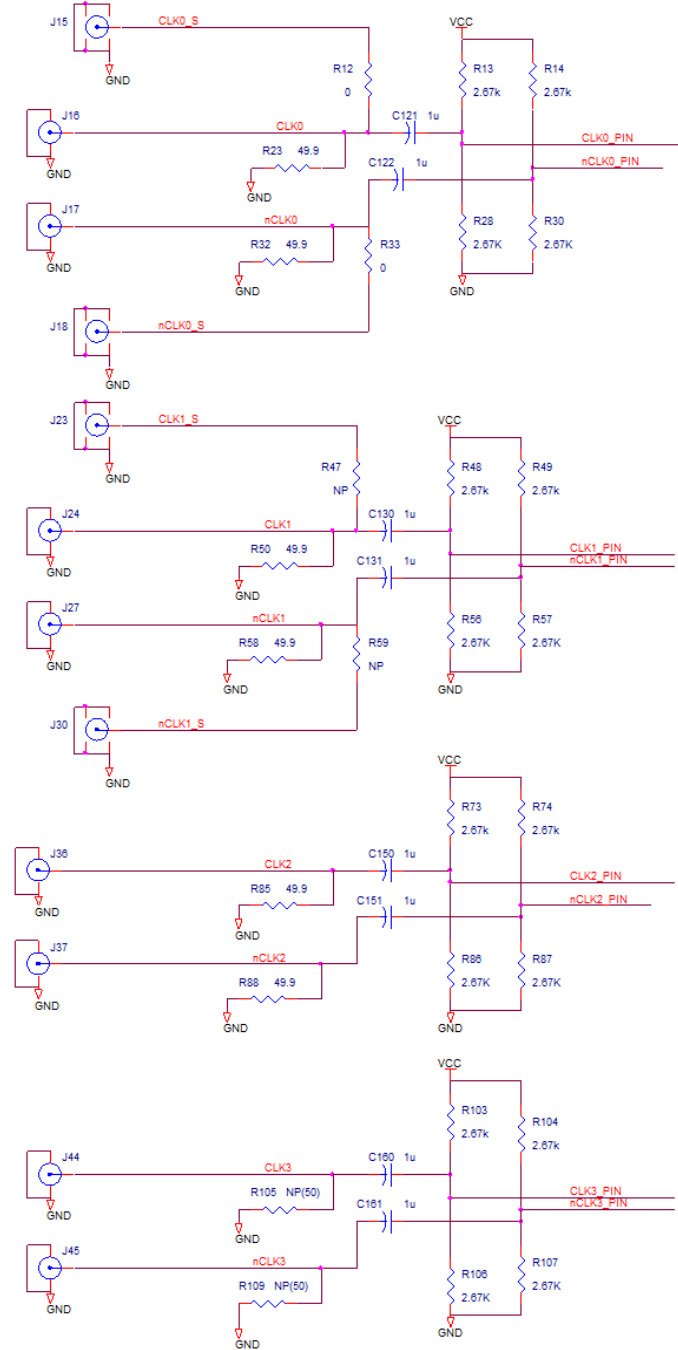 J15
CLK0_S
GND
R12
0
VCC
R13
2.67k
R14
2.67k
J16
CLK0
GND
R23 49.9
GND
C121 1u
C122 1u
CLK0_PIN
nCLK0_PIN
J17
nCLK0
GND
R32 49.9
GND
R33
0
R28
2.67K
R30
2.67K
GND
J18
nCLK0_S
GND
J23
CLK1_S
GND
R47
NP
VCC
R48
2.67k
R49
2.67k
J24
CLK1
GND
R50 49.9
GND
C130 1u
C131 1u
CLK1_PIN
nCLK1_PIN
J27
nCLK1
GND
R58 49.9
GND
R59
NP
R56
2.67K
R57
2.67K
GND
J30
nCLK1_S
GND
VCC
R73
2.67k
R74
2.67k
J36
CLK2
GND
R85 49.9
GND
C150 1u
C151 1u
CLK2_PIN
nCLK2_PIN
J37
nCLK2
GND
R88 49.9
GND
R86
2.67K
R87
2.67K
GND
VCC
R103
2.67k
R104
2.67k
J44
CLK3
GND
R105 NP(50)
GND
C160 1u
C161 1u
CLK3_PIN
nCLK3_PIN
J45
nCLK3
GND
R109 NP(50)
GND
R106
2.67K
R107
2.67K
GND